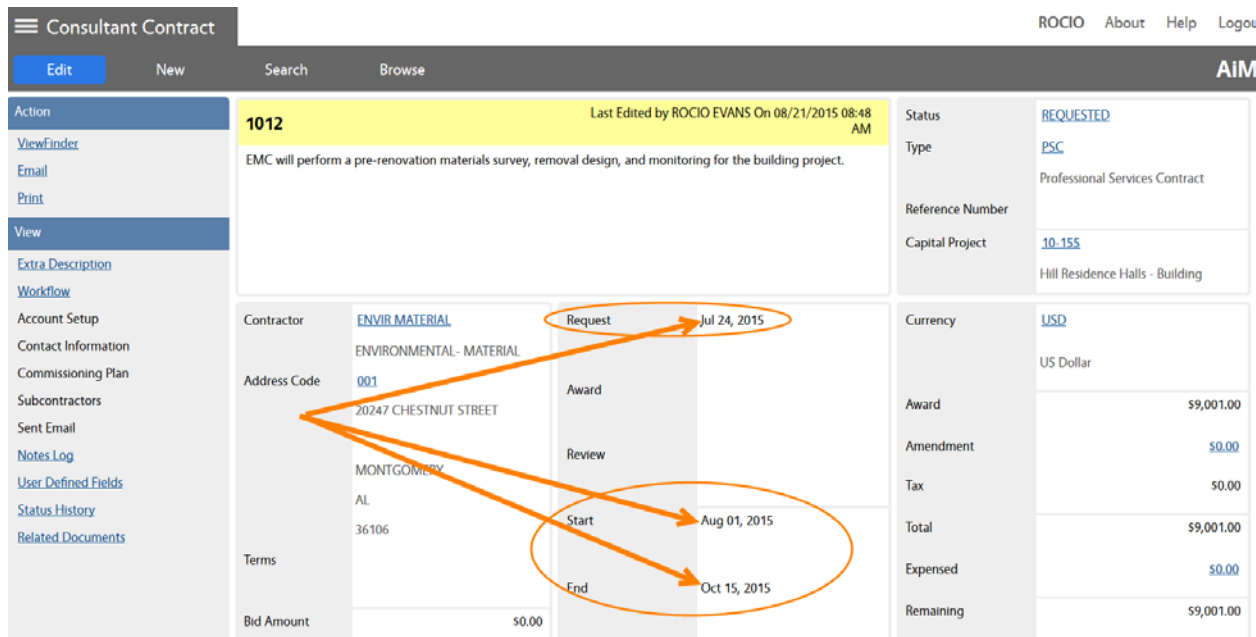 Consultant Contract
ROCIO About Help Logou
Edit New Search Browse
AiM
Action
ViewFinder
Email
Print
View
Extra Description
Workflow
Account Setup
Contact Information
Commissioning Plan
Subcontractors
Sent Email
Notes Log
User Defined Fields
Status History
Related Documents
1012
Last Edited by ROCIO EVANS On 08/21/2015 08:48
AM
EMC will perform a pre-renovation materials survey, removal design, and monitoring for the building project.
Status REQUESTED
Type PSC
Professional Services Contract
Reference Number
Capital Project 10-155
Hill Residence Halls - Building
Contractor ENVIR MATERIAL
ENVIRONMENTAL- MATERIAL
Address Code 001
20247 CHESTNUT STREET
MONTGOMERY
AL
36106
Terms
Bid Amount $0.00
Request Jul 24, 2015
Award
Review
Start Aug 01, 2015
End Oct 15, 2015
Currency USD
US Dollar
Award $9,001.00
Amendment $0.00
Tax $0.00
Total $9,001.00
Expensed $0.00
Remaining $9,001.00